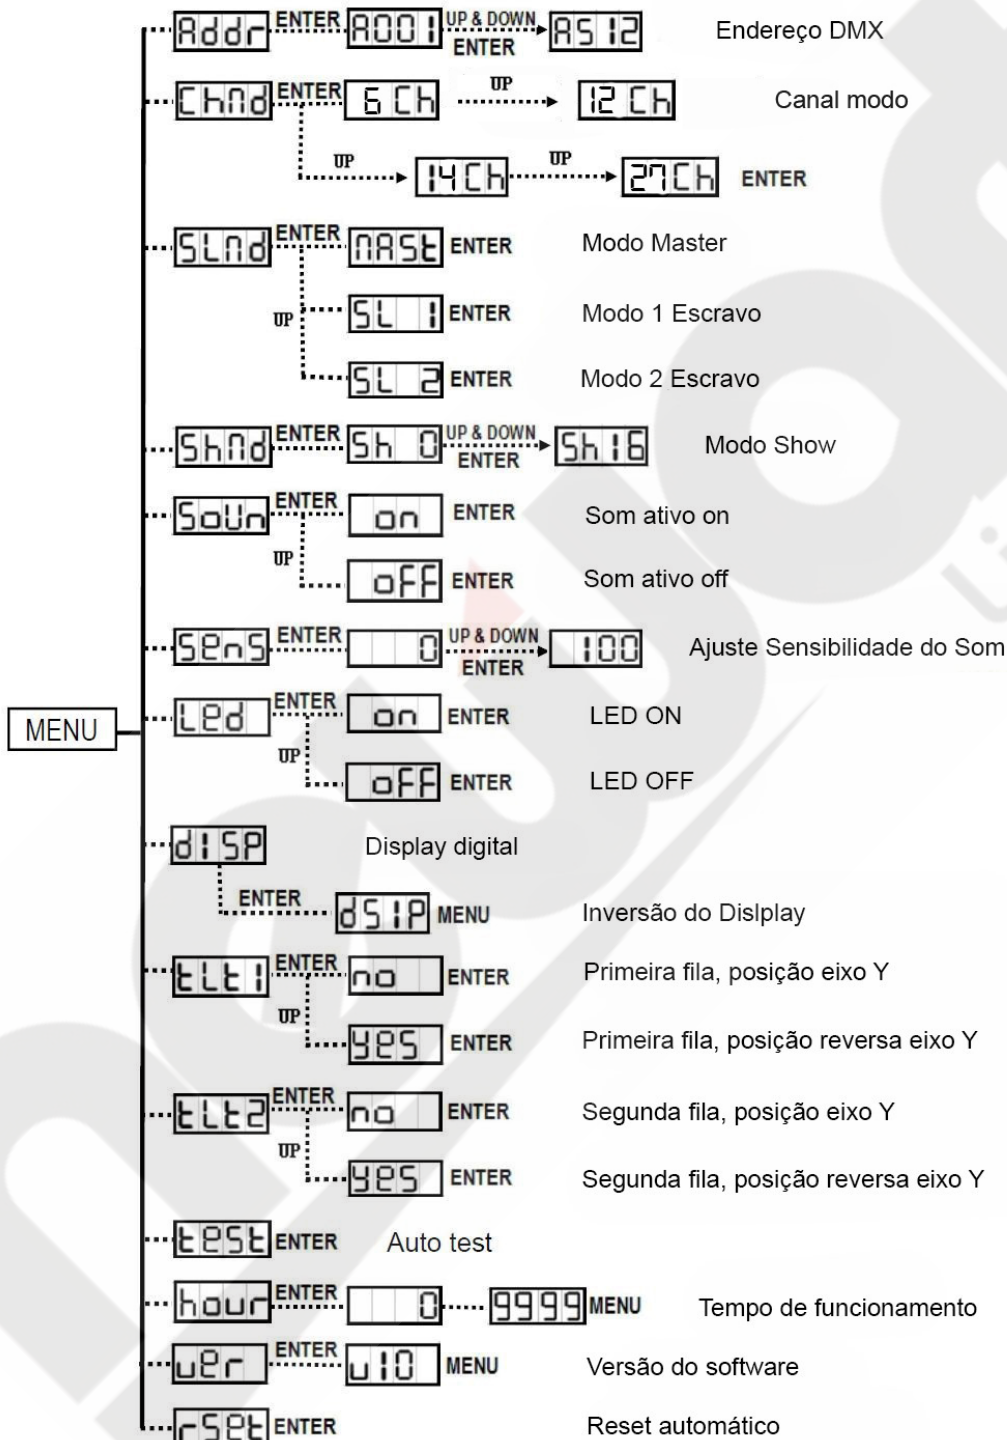 Addr ENTER A001 UP & DOWN ENTER A512 Endereço DMX
ChMd ENTER 6 Ch UP 12 Ch Canal modo
UP 14Ch UP 27Ch ENTER
SLMd ENTER MASt ENTER Modo Master
UP SL 1 ENTER Modo 1 Escravo
SL 2 ENTER Modo 2 Escravo
ShMd ENTER Sh 0 UP & DOWN ENTER Sh16 Modo Show
SoUn ENTER on ENTER Som ativo on
UP oFF ENTER Som ativo off
SenS ENTER 0 UP & DOWN ENTER 100 Ajuste Sensibilidade do Som
Led ENTER on ENTER LED ON
MENU
UP oFF ENTER LED OFF
dISP Display digital
ENTER dSIP MENU Inversão do Dislplay
tLt1 ENTER no ENTER Primeira fila, posição eixo Y
UP yes ENTER Primeira fila, posição reversa eixo Y
tLt2 ENTER no ENTER Segunda fila, posição eixo Y
UP yes ENTER Segunda fila, posição reversa eixo Y
teSt ENTER Auto test
hour ENTER 0 9999 MENU Tempo de funcionamento
ver ENTER v10 MENU Versão do software
rSet ENTER Reset automático